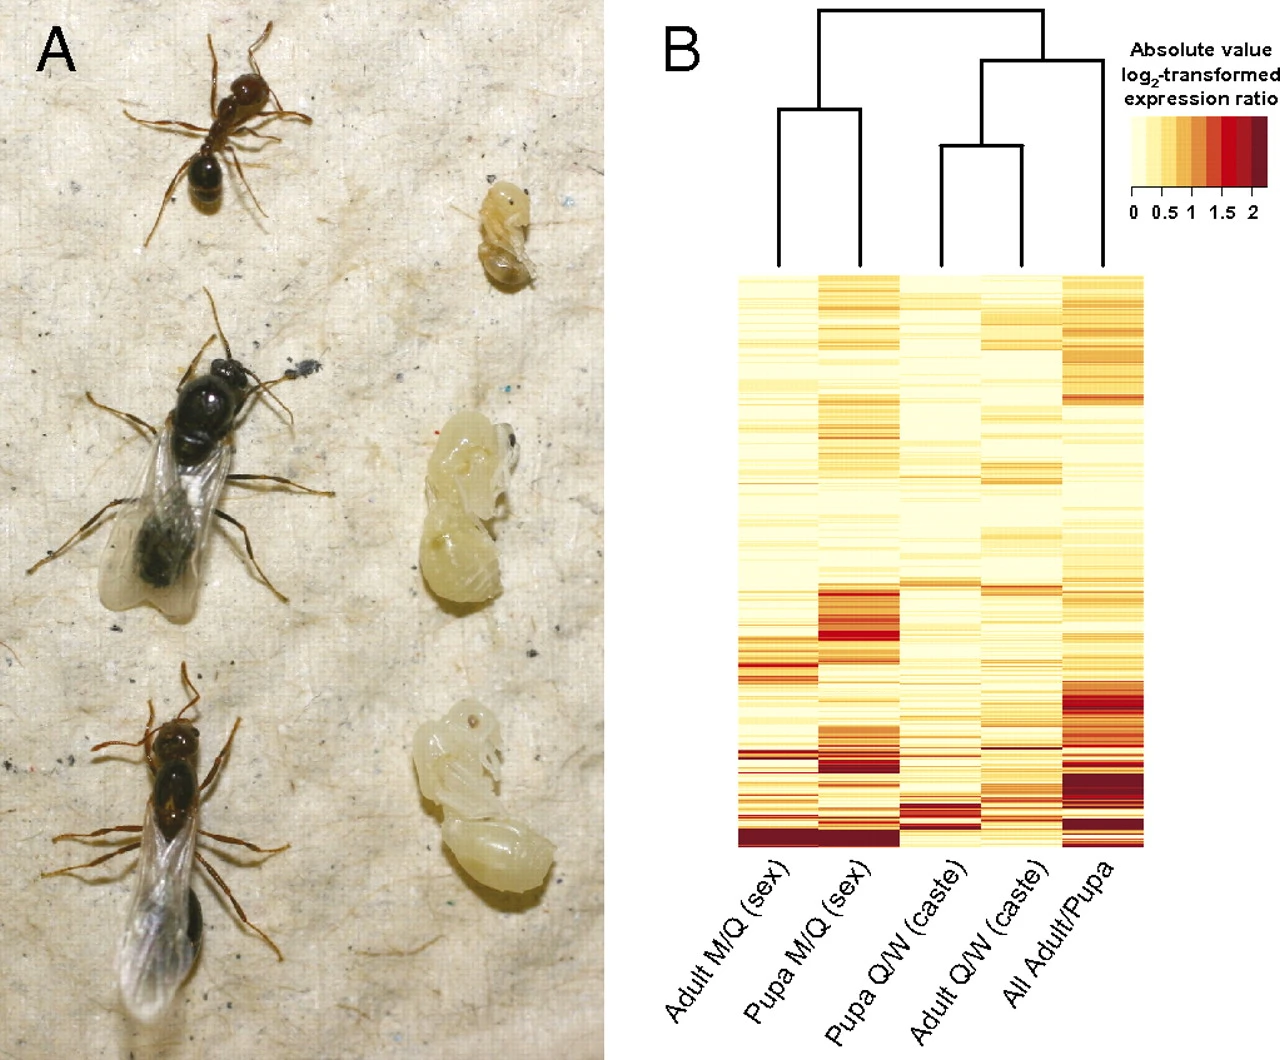 A
B
Absolute value
log2-transformed
expression ratio
0 0.5 1 1.5 2
Adult M/Q (sex)
Pupa M/Q (sex)
Pupa Q/W (caste)
Adult Q/W (caste)
All Adult/Pupa